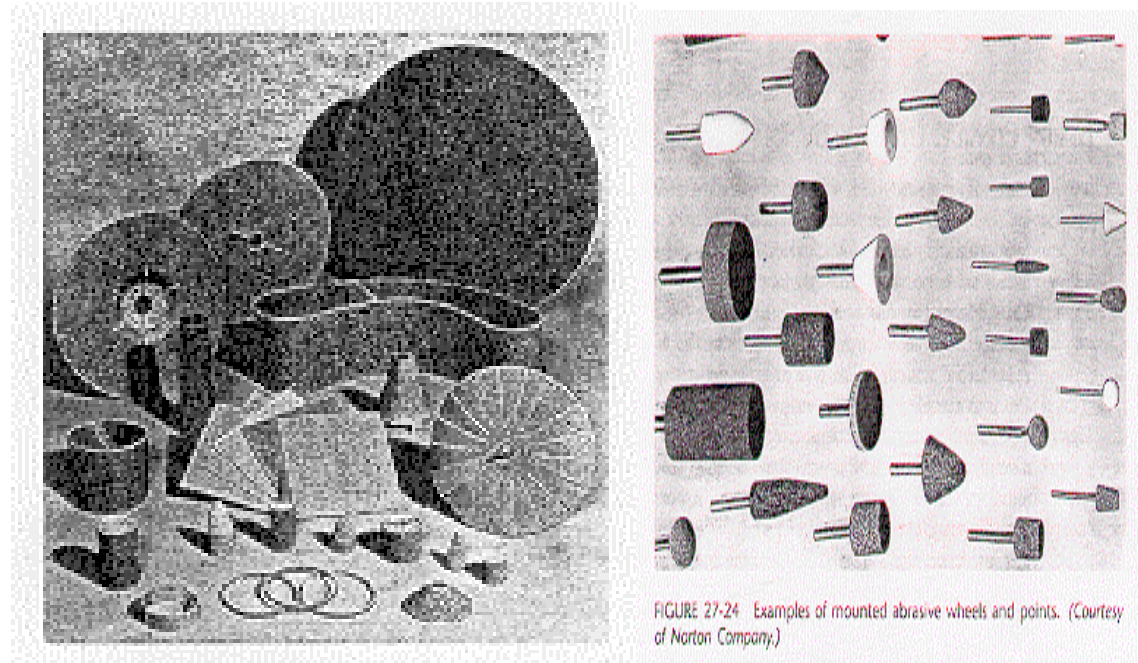 FIGURE 27-24 Examples of mounted abrasive wheels and points. (Courtesy
of Norton Company.)